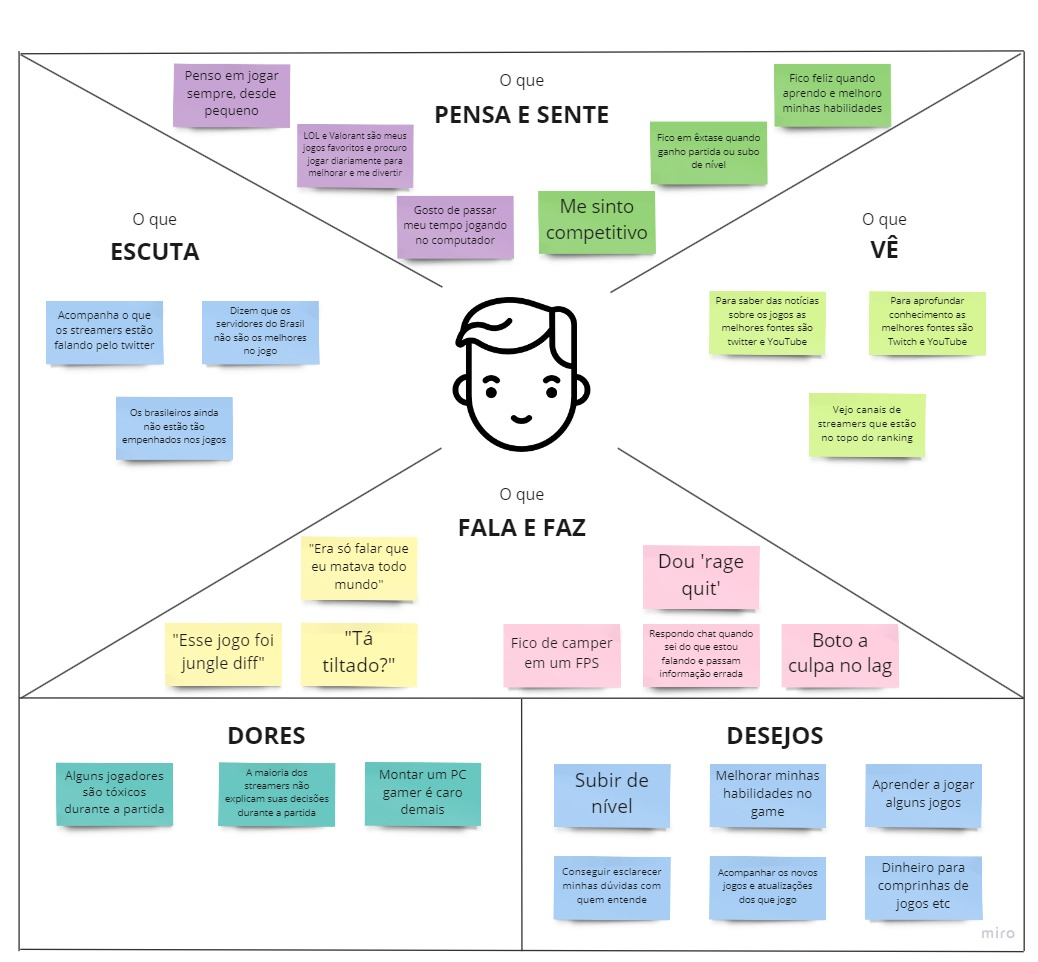 O que
PENSA E SENTE
Penso em jogar
sempre, desde
pequeno
LOL e Valorant são meus
jogos favoritos e procuro
jogar diariamente para
melhorar e me divertir
Gosto de passar
meu tempo jogando
no computador
Me sinto
competitivo
Fico em êxtase quando
ganho partida ou subo
de nível
Fico feliz quando
aprendo e melhoro
minhas habilidades
O que
ESCUTA
Acompanha o que
os streamers estão
falando pelo twitter
Dizem que os
servidores do Brasil
não são os melhores
no jogo
Os brasileiros ainda
não estão tão
empenhados nos jogos
O que
VÊ
Para saber das notícias
sobre os jogos as
melhores fontes são
twitter e YouTube
Para aprofundar
conhecimento as
melhores fontes são
Twitch e YouTube
Vejo canais de
streamers que estão
no topo do ranking
O que
FALA E FAZ
"Era só falar que
eu matava todo
mundo"
"Esse jogo foi
jungle diff"
"Tá
tiltado?"
Dou 'rage
quit'
Fico de camper
em um FPS
Respondo chat quando
sei do que estou
falando e passam
informação errada
Boto a
culpa no lag
DORES
Alguns jogadores
são tóxicos
durante a partida
A maioria dos
streamers não
explicam suas decisões
durante a partida
Montar um PC
gamer é caro
demais
DESEJOS
Subir de
nível
Melhorar minhas
habilidades no
game
Aprender a jogar
alguns jogos
Conseguir esclarecer
minhas dúvidas com
quem entende
Acompanhar os novos
jogos e atualizações
dos que jogo
Dinheiro para
comprinhas de
jogos etc
miro